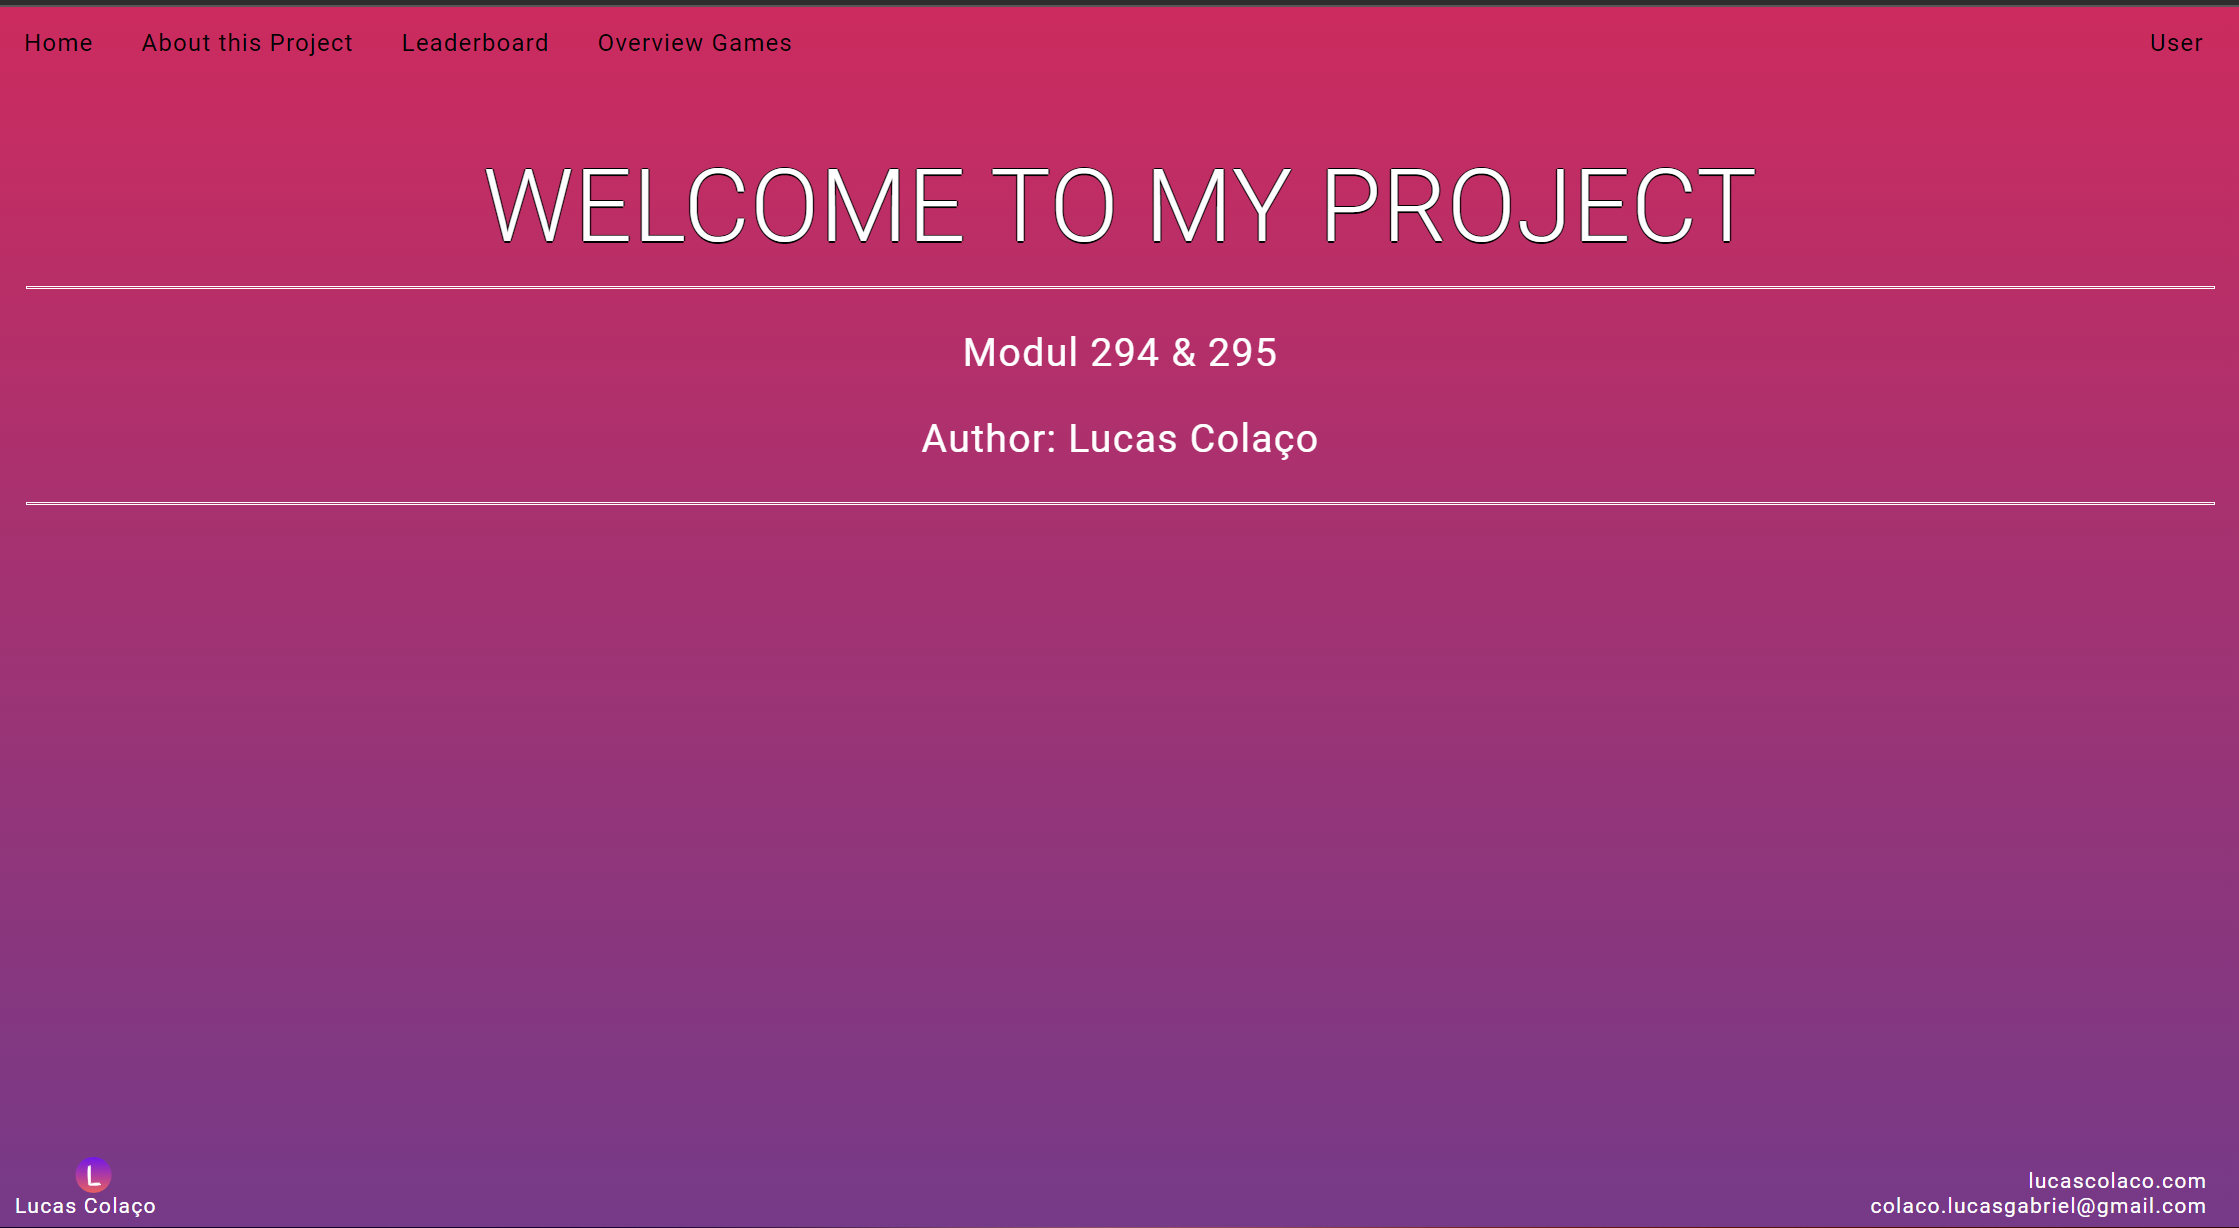 Home About this Project Leaderboard Overview Games User
WELCOME TO MY PROJECT
Modul 294 & 295
Author: Lucas Colaço
L
Lucas Colaço
lucascolaco.com
colaco.lucasgabriel@gmail.com